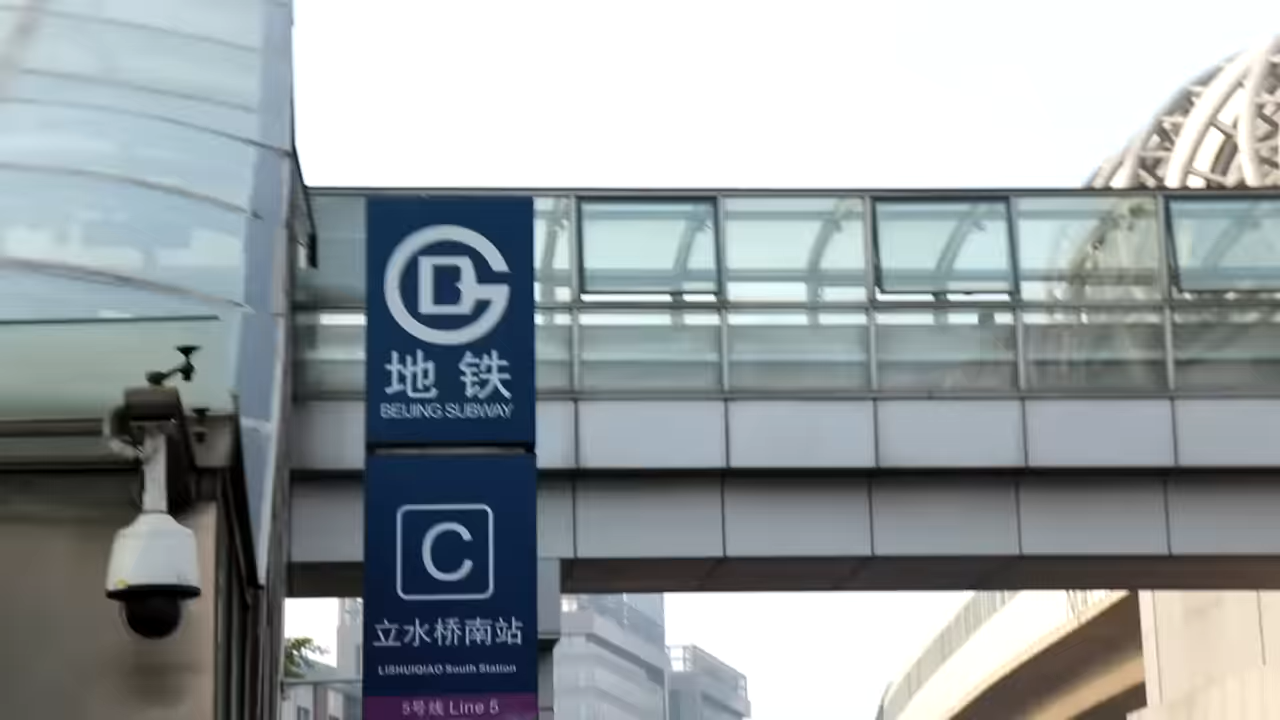 地铁
BEIJING SUBWAY
C
立水桥南站
LISHUIQIAO South Station
5号线 Line 5